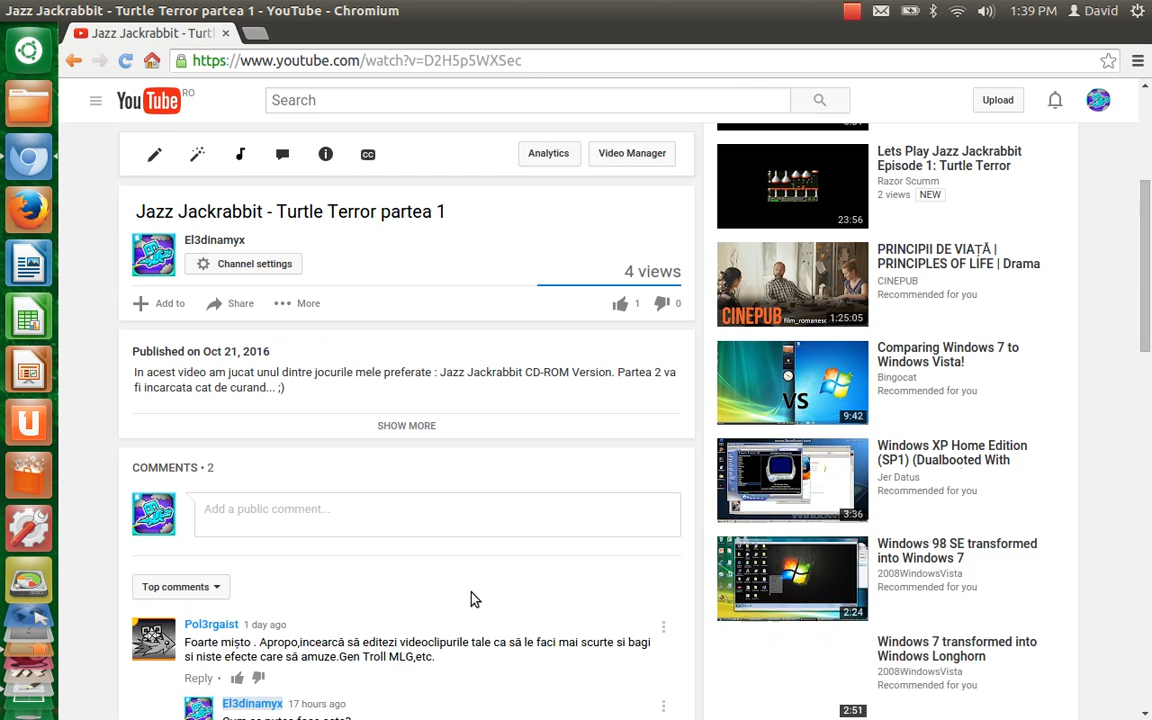 Jazz Jackrabbit - Turtle Terror partea 1 - YouTube - Chromium
1:39 PM
David
Jazz Jackrabbit - Turtl
https://www.youtube.com/watch?v=D2H5p5WXSec
YouTube RO
Search
Upload
Analytics
Video Manager
Jazz Jackrabbit - Turtle Terror partea 1
El3dinamyx
Channel settings
4 views
Add to
Share
More
1
0
Published on Oct 21, 2016
In acest video am jucat unul dintre jocurile mele preferate : Jazz Jackrabbit CD-ROM Version. Partea 2 va
fi incarcata cat de curand... ;)
SHOW MORE
COMMENTS • 2
Add a public comment...
Top comments
Pol3rgaist 1 day ago
Foarte mișto . Apropo,incearcă să editezi videoclipurile tale ca să le faci mai scurte si bagi
si niste efecte care să amuze.Gen Troll MLG,etc.
Reply •
El3dinamyx 17 hours ago
Lets Play Jazz Jackrabbit
Episode 1: Turtle Terror
Razor Scumm
2 views NEW
23:56
PRINCIPII DE VIAȚĂ |
PRINCIPLES OF LIFE | Drama
CINEPUB
Recommended for you
CINEPUB
film_romanesc
1:25:05
Comparing Windows 7 to
Windows Vista!
Bingocat
Recommended for you
VS
9:42
Windows XP Home Edition
(SP1) (Dualbooted With
Jer Datus
Recommended for you
3:36
Windows 98 SE transformed
into Windows 7
2008WindowsVista
Recommended for you
2:24
Windows 7 transformed into
Windows Longhorn
2008WindowsVista
Recommended for you
2:51